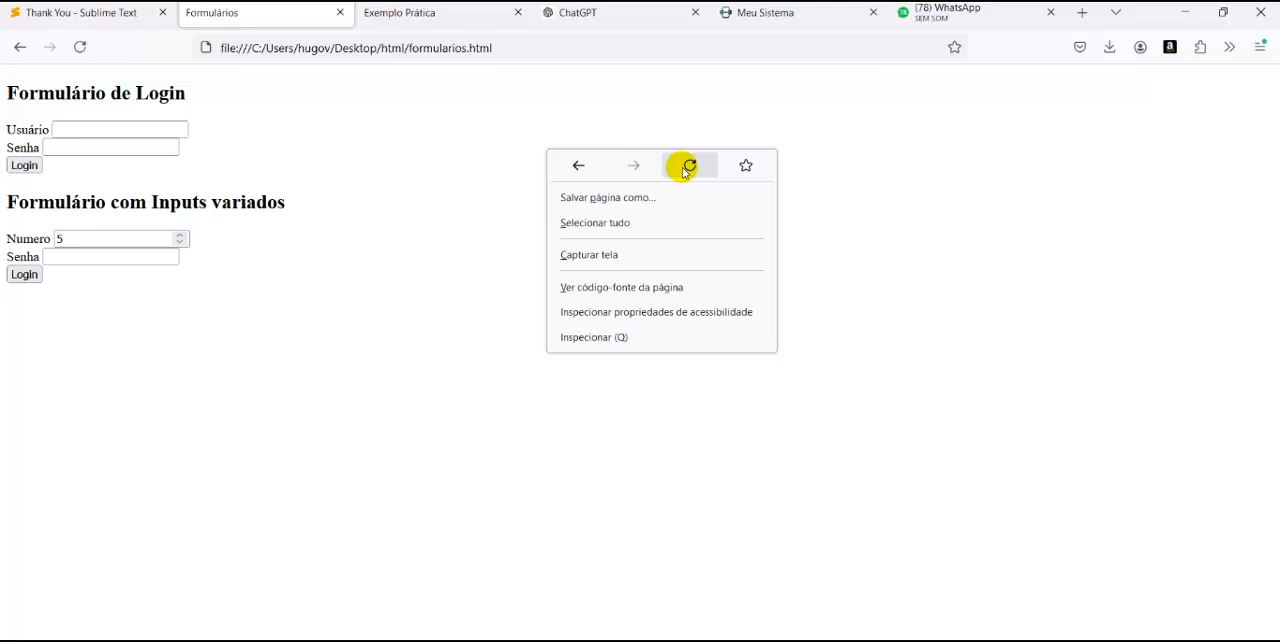 Thank You - Sublime Text
Formulários
Exemplo Prática
ChatGPT
Meu Sistema
78
(78) WhatsApp
SEM SOM
file:///C:/Users/hugov/Desktop/html/formularios.html
a
Formulário de Login
Usuário
Senha
Login
Formulário com Inputs variados
Numero 5
Senha
Login
Salvar página como...
Selecionar tudo
Capturar tela
Ver código-fonte da página
Inspecionar propriedades de acessibilidade
Inspecionar (Q)